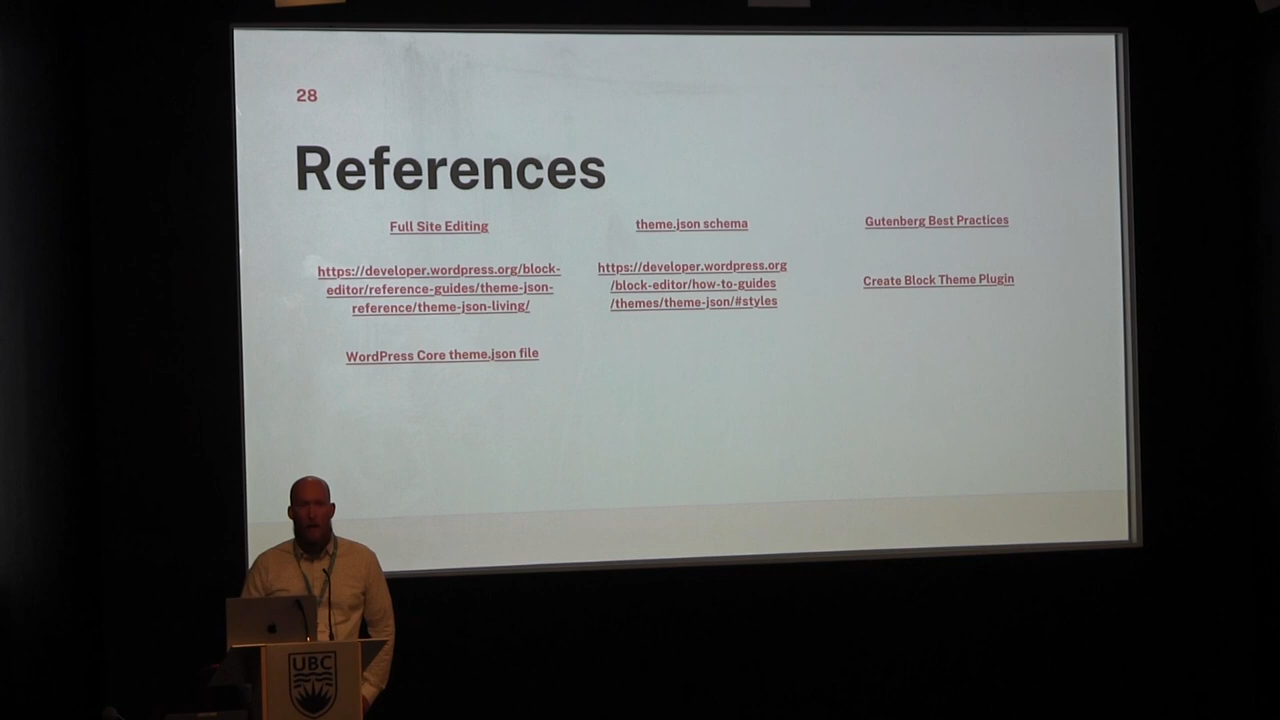 28
References
Full Site Editing
https://developer.wordpress.org/block-
editor/reference-guides/theme-json-
reference/theme-json-living/
WordPress Core theme.json file
theme.json schema
https://developer.wordpress.org
/block-editor/how-to-guides
/themes/theme-json/#styles
Gutenberg Best Practices
Create Block Theme Plugin
UBC